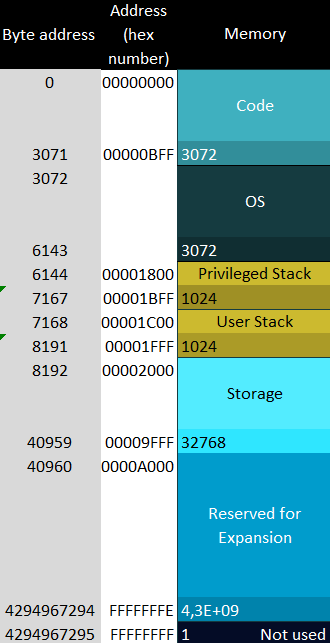 Byte address Address (hex number) Memory
0 00000000
Code
3071 00000BFF 3072
3072
OS
6143 3072
6144 00001800 Privileged Stack
7167 00001BFF 1024
7168 00001C00 User Stack
8191 00001FFF 1024
8192 00002000
Storage
40959 00009FFF 32768
40960 0000A000
Reserved for
Expansion
4294967294 FFFFFFFE 4,3E+09
4294967295 FFFFFFFF 1 Not used